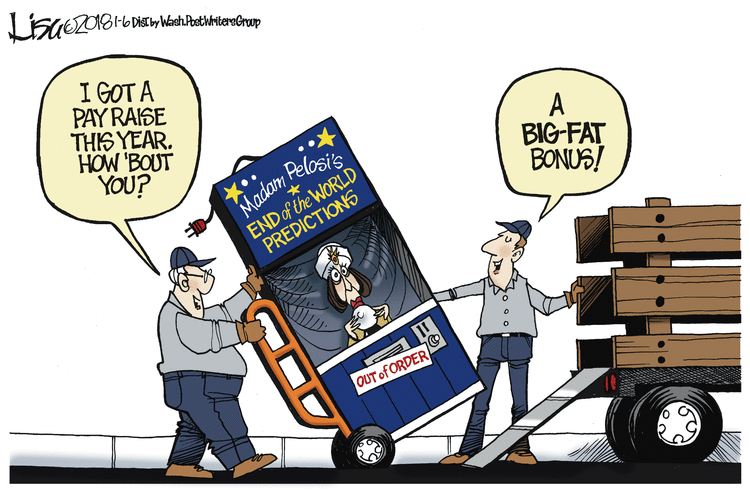 Lisa ©2018 1-6 Dist. by Wash.Post Writers Group
I GOT A
PAY RAISE
THIS YEAR.
HOW 'BOUT
YOU?
A
BIG-FAT
BONUS!
Madam Pelosi's
END of the WORLD
PREDICTIONS
OUT of ORDER